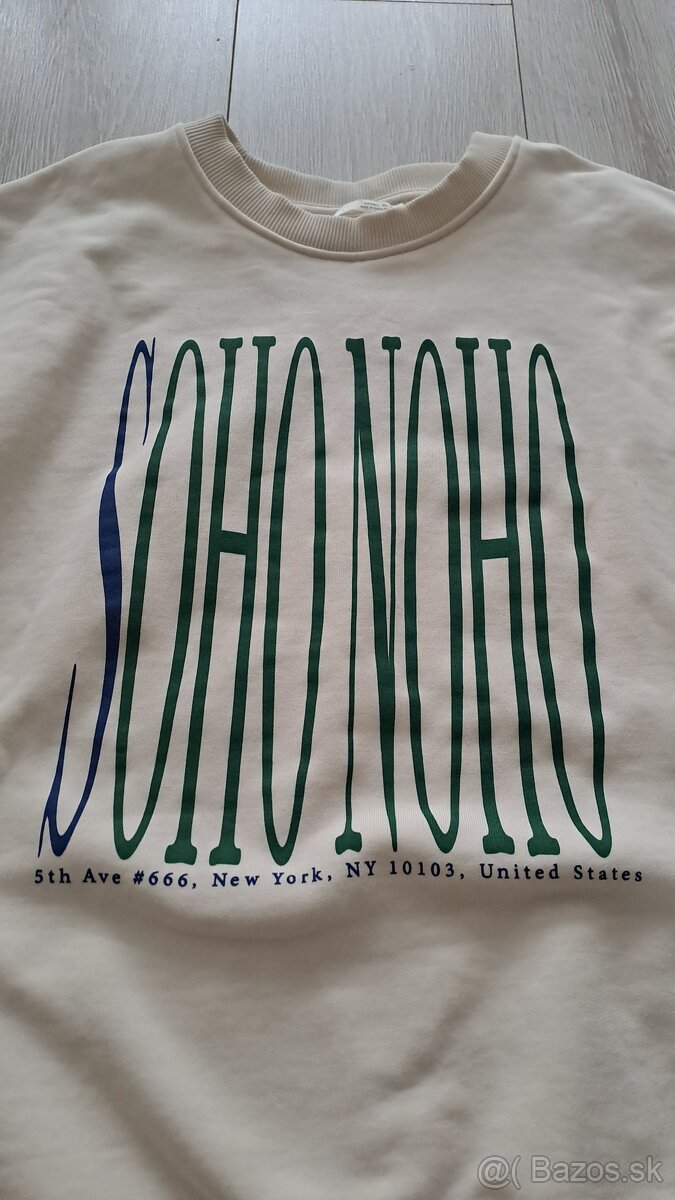 SOHO NOHO
5th Ave #666, New York, NY 10103, United States
@( Bazos.sk